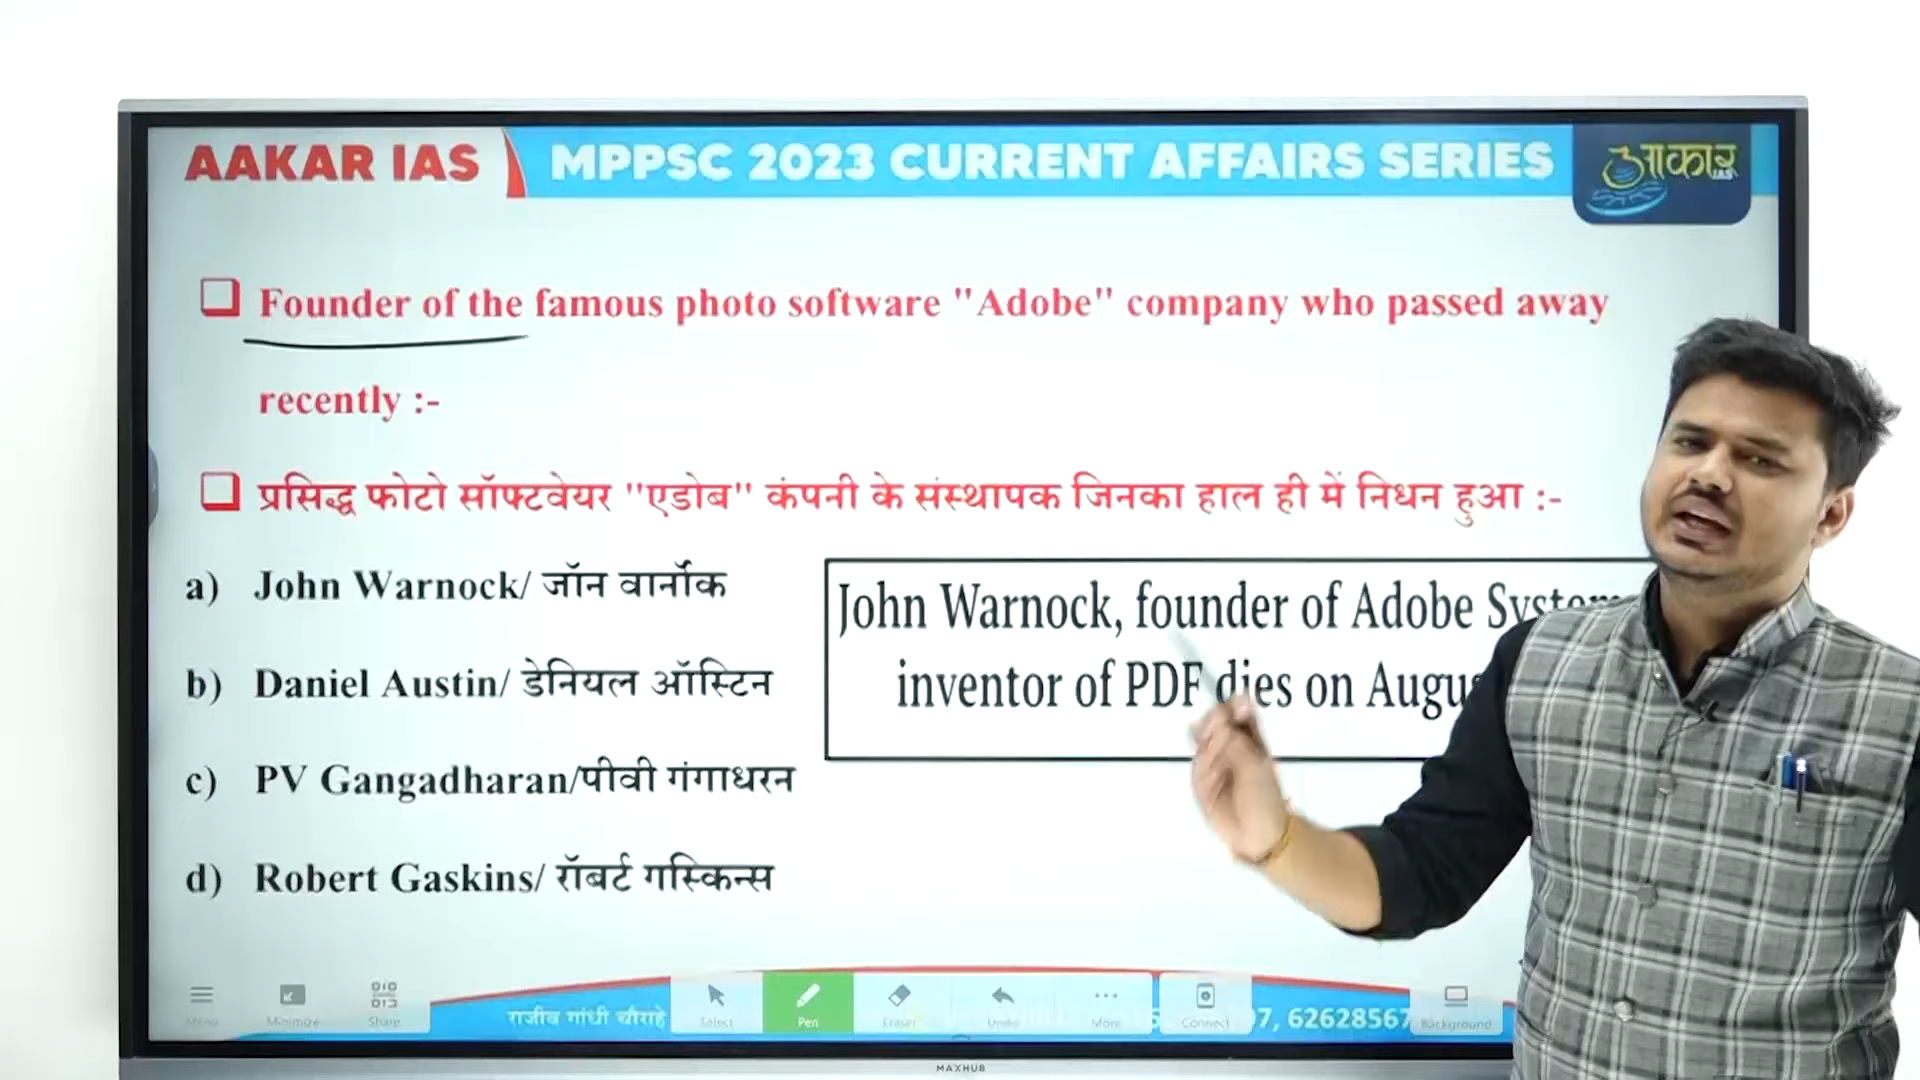 AAKAR IAS MPPSC 2023 CURRENT AFFAIRS SERIES आकार IAS
Founder of the famous photo software "Adobe" company who passed away
recently :-
प्रसिद्ध फोटो सॉफ्टवेयर ''एडोब'' कंपनी के संस्थापक जिनका हाल ही में निधन हुआ :-
a) John Warnock/ जॉन वार्नॉक
b) Daniel Austin/ डेनियल ऑस्टिन
c) PV Gangadharan/पीवी गंगाधरन
d) Robert Gaskins/ रॉबर्ट गस्किन्स
John Warnock, founder of Adobe
inventor of PDF dies on
राजीव गांधी चौराहे
Menu Minimize Share Select Pen Eraser Undo More Connect Background
MAXHUB